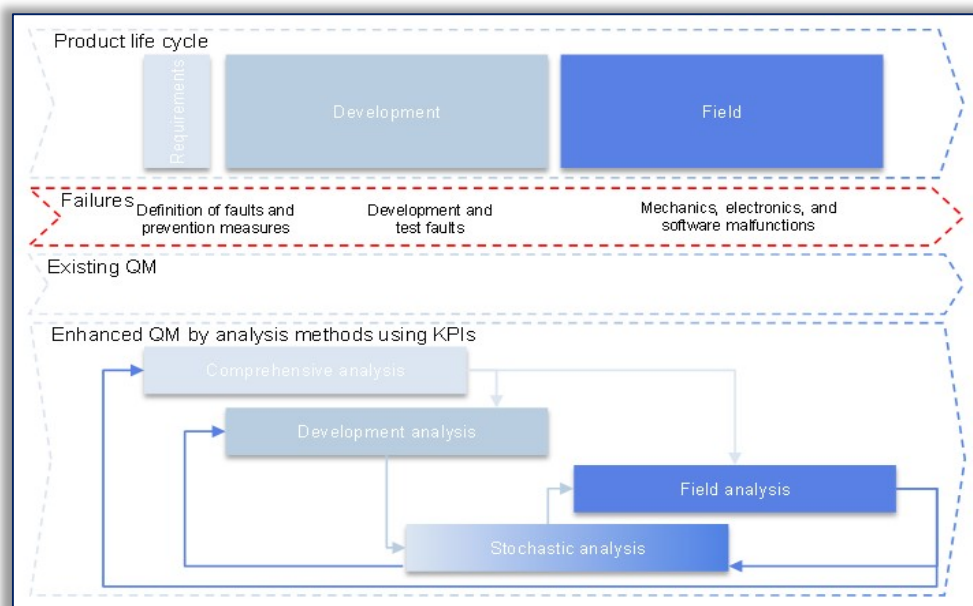 Product life cycle
Requirements
Development
Field
Failures
Definition of faults and
prevention measures
Development and
test faults
Mechanics, electronics, and
software malfunctions
Existing QM
Enhanced QM by analysis methods using KPIs
Comprehensive analysis
Development analysis
Field analysis
Stochastic analysis